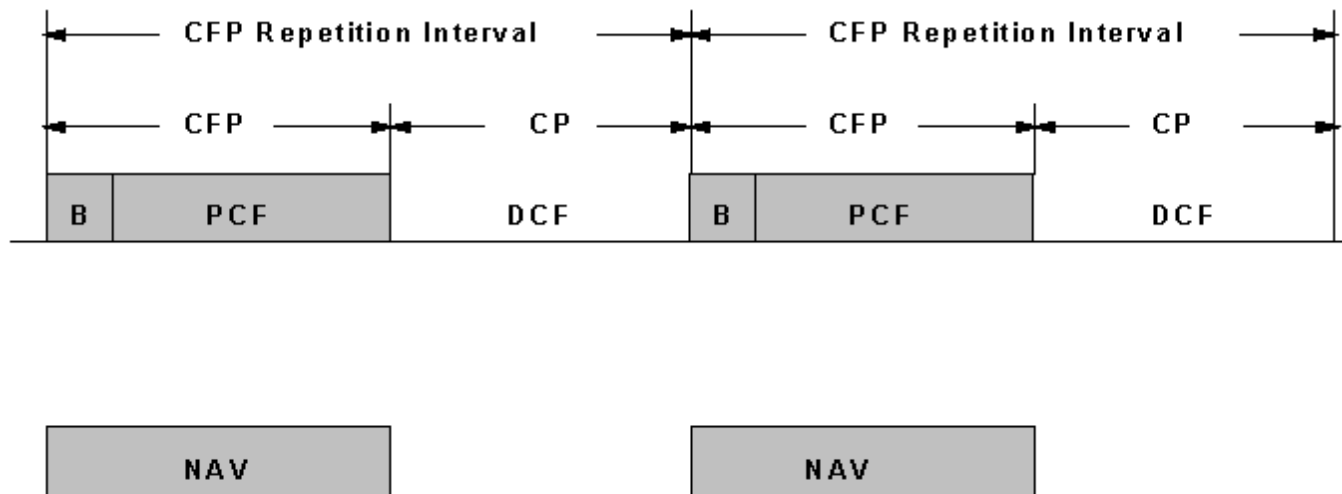 CFP Repetition Interval CFP Repetition Interval
CFP CP CFP CP
B PCF DCF B PCF DCF
NAV NAV